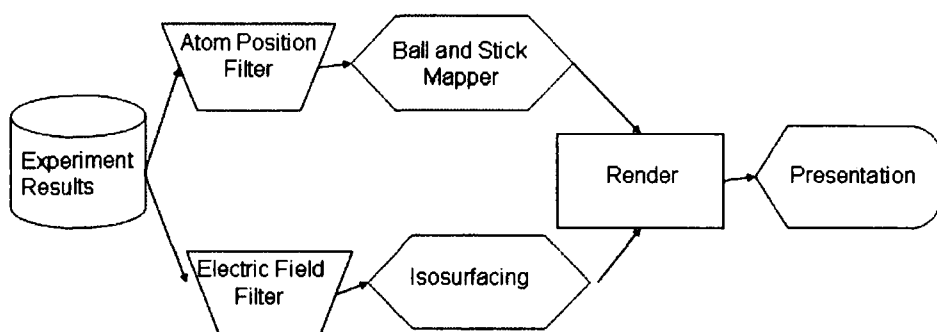 Atom Position
Filter
Ball and Stick
Mapper
Experiment
Results
Render
Presentation
Electric Field
Filter
Isosurfacing